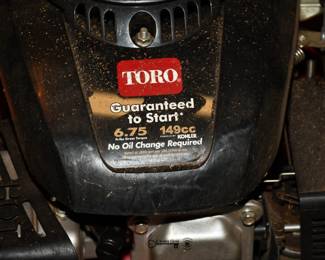 TORO
Guaranteed
to Start*
6.75 149cc
KOHLER
No Oil Change Required